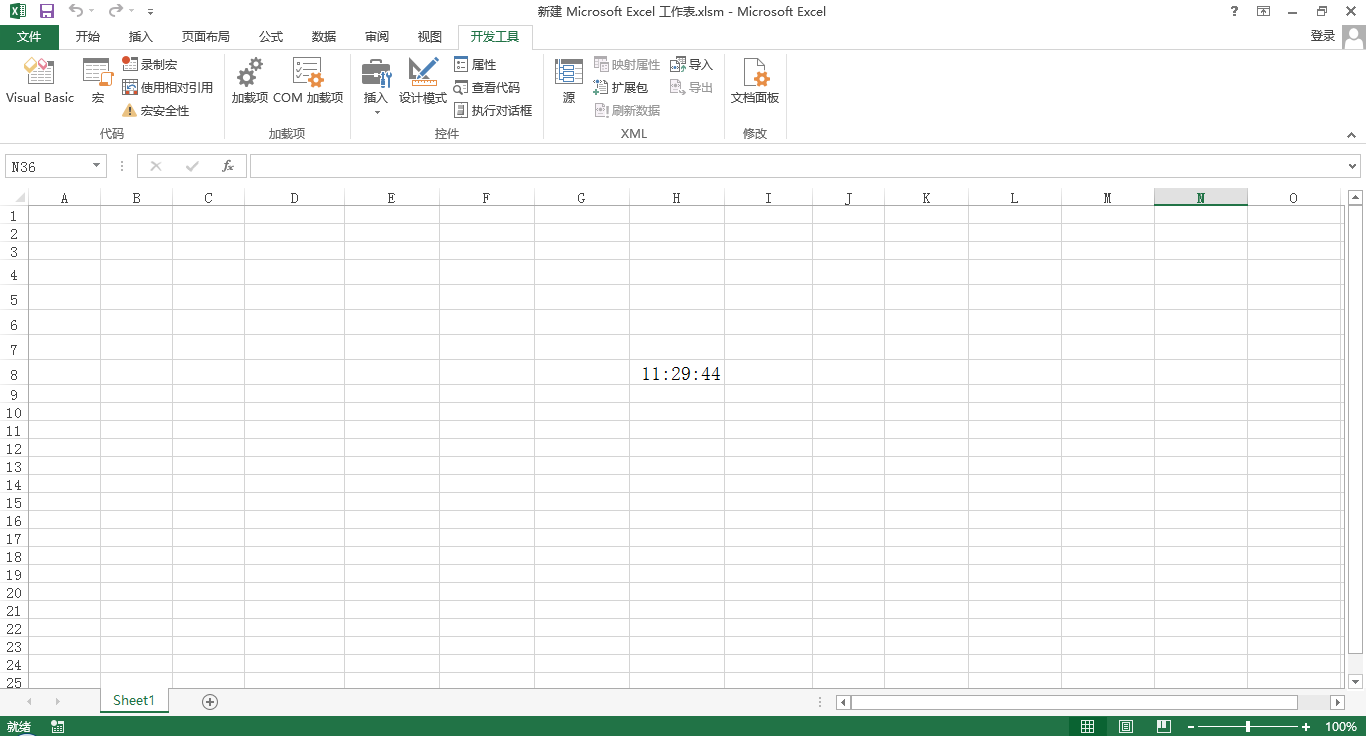 新建 Microsoft Excel 工作表.xlsm - Microsoft Excel ?
文件 开始 插入 页面布局 公式 数据 审阅 视图 开发工具 登录
Visual Basic 宏 录制宏 使用相对引用 宏安全性
加载项 COM 加载项
插入 设计模式 属性 查看代码 执行对话框
源 映射属性 扩展包 刷新数据 导入 导出
文档面板
代码 加载项 控件 XML 修改
N36 fx
A B C D E F G H I J K L M N O
1
2
3
4
5
6
7
8 11:29:44
9
10
11
12
13
14
15
16
17
18
19
20
21
22
23
24
25
Sheet1
就绪 100%